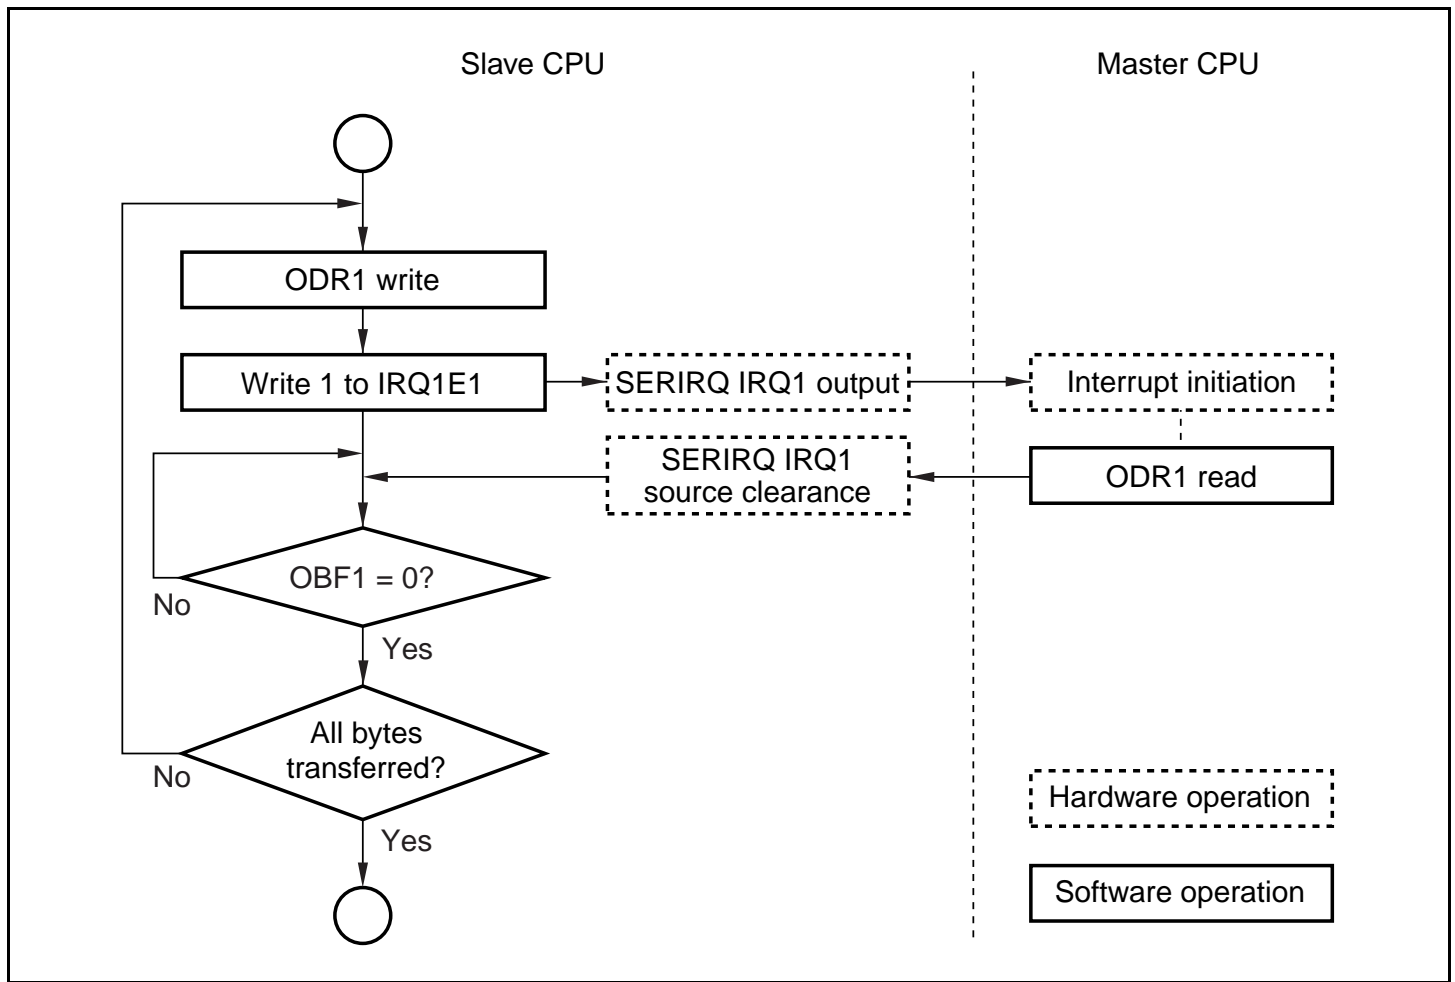 Slave CPU
Master CPU
ODR1 write
Write 1 to IRQ1E1
SERIRQ IRQ1 output
Interrupt initiation
SERIRQ IRQ1
source clearance
ODR1 read
OBF1 = 0?
No
Yes
All bytes
transferred?
No
Yes
Hardware operation
Software operation